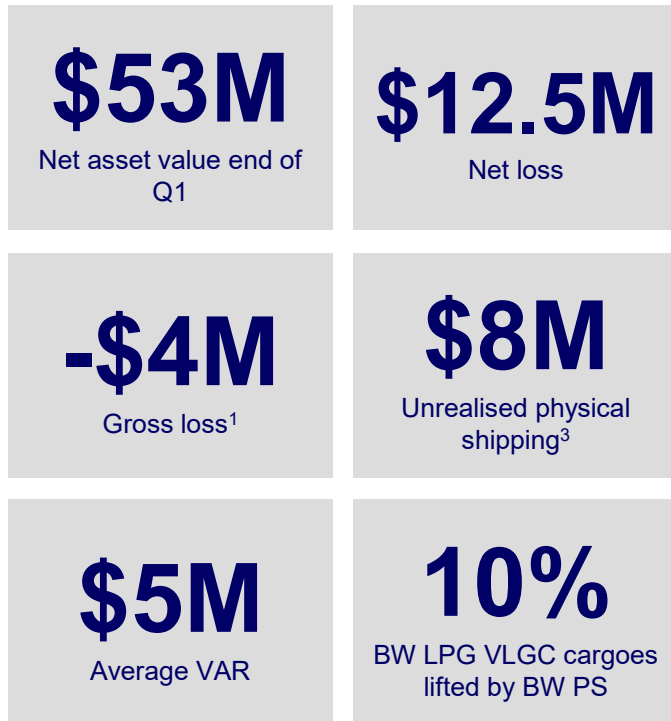 $53M
Net asset value end of
Q1
$12.5M
Net loss
-$4M
Gross loss¹
$8M
Unrealised physical
shipping³
$5M
Average VAR
10%
BW LPG VLGC cargoes
lifted by BW PS